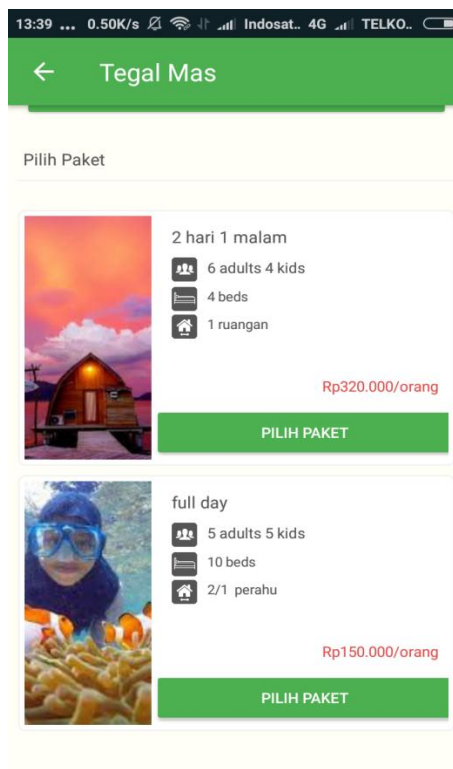 13:39 ... 0.50K/s Indosat.. 4G TELKO..
Tegal Mas
Pilih Paket
2 hari 1 malam
6 adults 4 kids
4 beds
1 ruangan
Rp320.000/orang
PILIH PAKET
full day
5 adults 5 kids
10 beds
2/1 perahu
Rp150.000/orang
PILIH PAKET